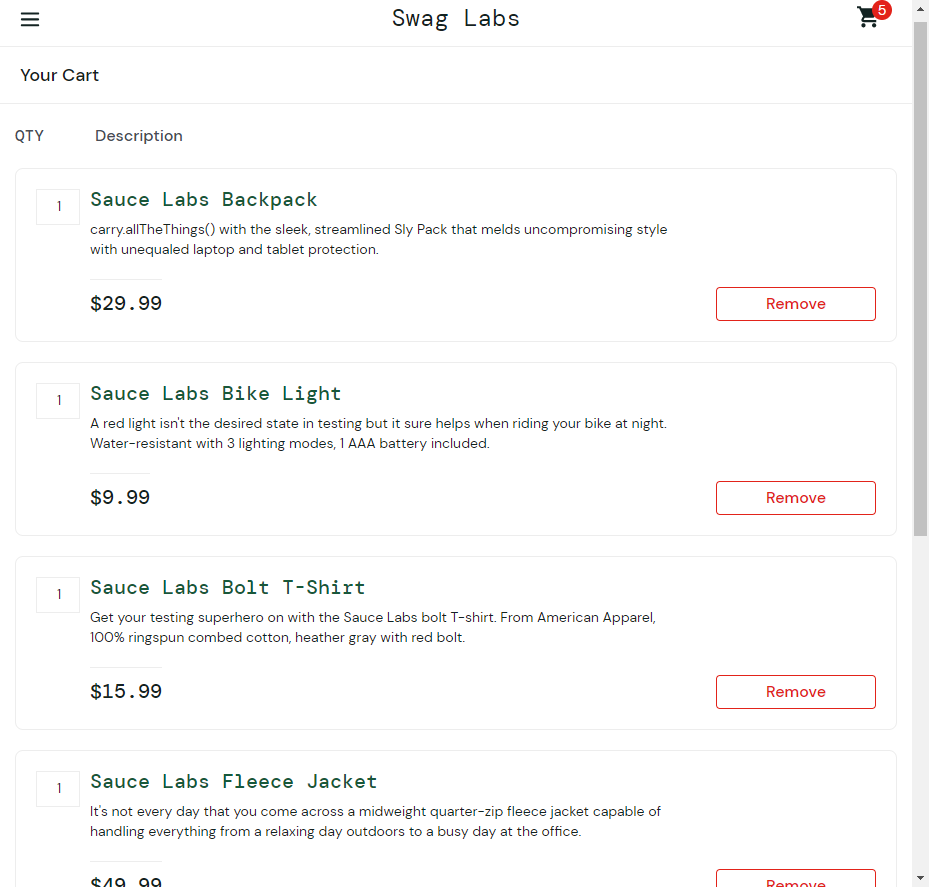 Swag Labs
5
Your Cart
QTY Description
1
Sauce Labs Backpack
carry.allTheThings() with the sleek, streamlined Sly Pack that melds uncompromising style
with unequaled laptop and tablet protection.
$29.99
Remove
1
Sauce Labs Bike Light
A red light isn't the desired state in testing but it sure helps when riding your bike at night.
Water-resistant with 3 lighting modes, 1 AAA battery included.
$9.99
Remove
1
Sauce Labs Bolt T-Shirt
Get your testing superhero on with the Sauce Labs bolt T-shirt. From American Apparel,
100% ringspun combed cotton, heather gray with red bolt.
$15.99
Remove
1
Sauce Labs Fleece Jacket
It's not every day that you come across a midweight quarter-zip fleece jacket capable of
handling everything from a relaxing day outdoors to a busy day at the office.
$49.99
Remove